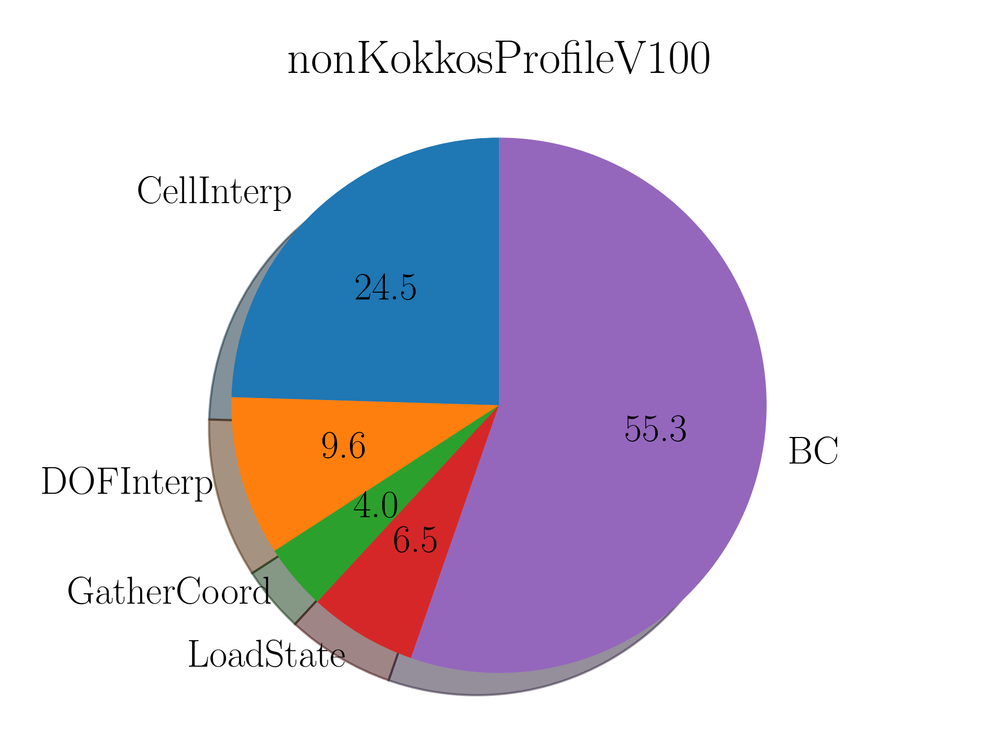 nonKokkosProfileV100
CellInterp
24.5
55.3
BC
9.6
DOFInterp
4.0
6.5
GatherCoord
LoadState